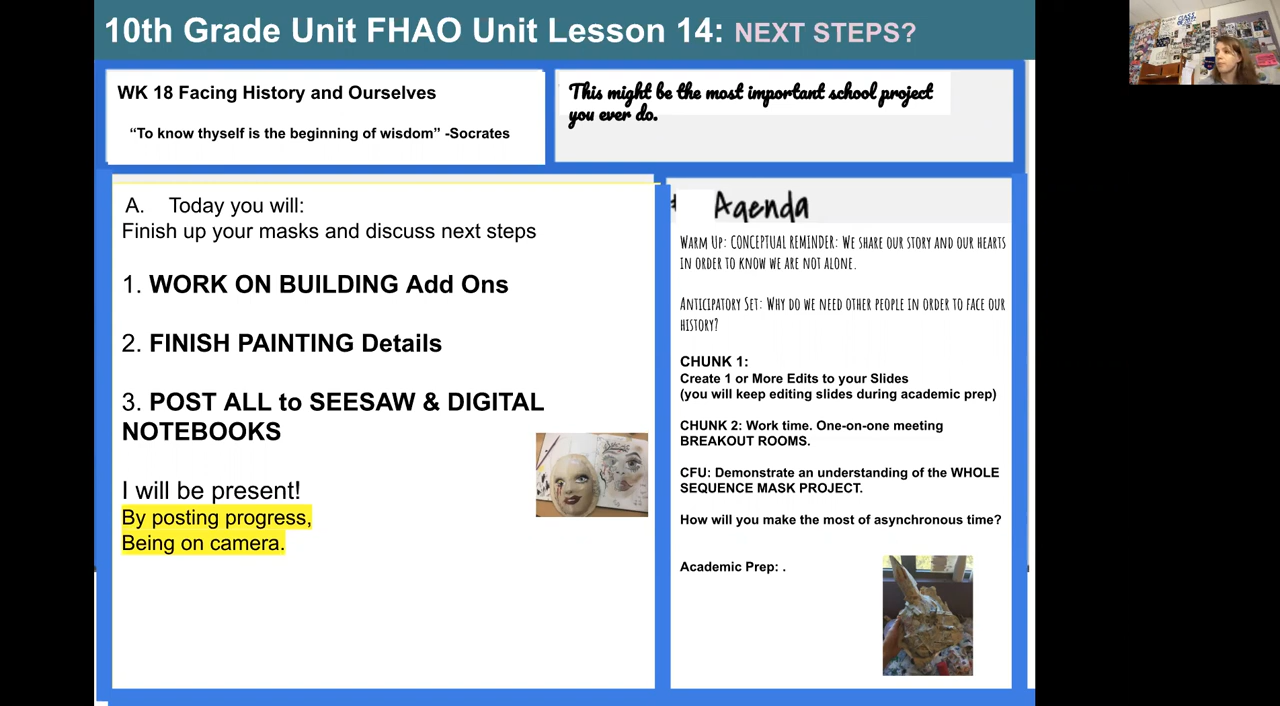 10th Grade Unit FHAO Unit Lesson 14: NEXT STEPS?
WK 18 Facing History and Ourselves
“To know thyself is the beginning of wisdom” -Socrates
This might be the most important school project
you ever do.
A. Today you will:
Finish up your masks and discuss next steps
1. WORK ON BUILDING Add Ons
2. FINISH PAINTING Details
3. POST ALL to SEESAW & DIGITAL
NOTEBOOKS
I will be present!
By posting progress,
Being on camera.
Agenda
Warm Up: CONCEPTUAL REMINDER: We share our story and our hearts
in order to know we are not alone.
Anticipatory Set: Why do we need other people in order to face our
history?
CHUNK 1:
Create 1 or More Edits to your Slides
(you will keep editing slides during academic prep)
CHUNK 2: Work time. One-on-one meeting
BREAKOUT ROOMS.
CFU: Demonstrate an understanding of the WHOLE
SEQUENCE MASK PROJECT.
How will you make the most of asynchronous time?
Academic Prep: .